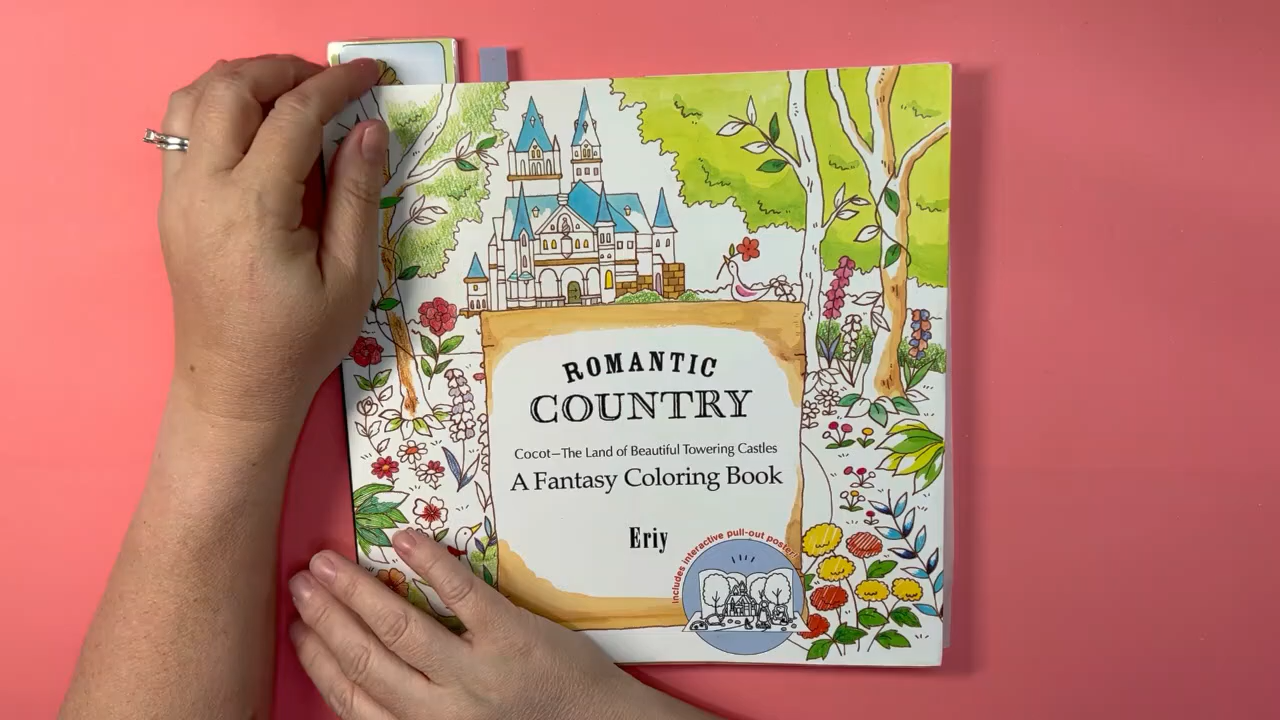 ROMANTIC
COUNTRY
Cocot—The Land of Beautiful Towering Castles
A Fantasy Coloring Book
Eriy
Includes interactive pull-out poster!